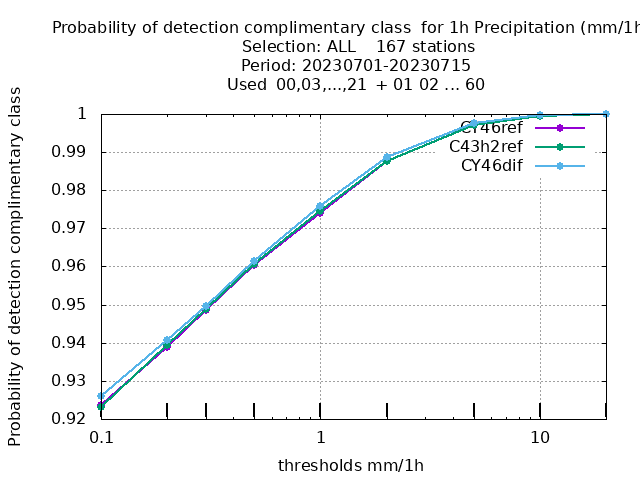 Probability of detection complimentary class  for 1h Precipitation (mm/1h
Selection: ALL    167 stations
Period: 20230701-20230715
Used  00,03,...,21  + 01 02 ... 60
Probability of detection complimentary class
1
0.99
0.98
0.97
0.96
0.95
0.94
0.93
0.92
CY46ref
C43h2ref
CY46dif
0.1
1
10
thresholds mm/1h